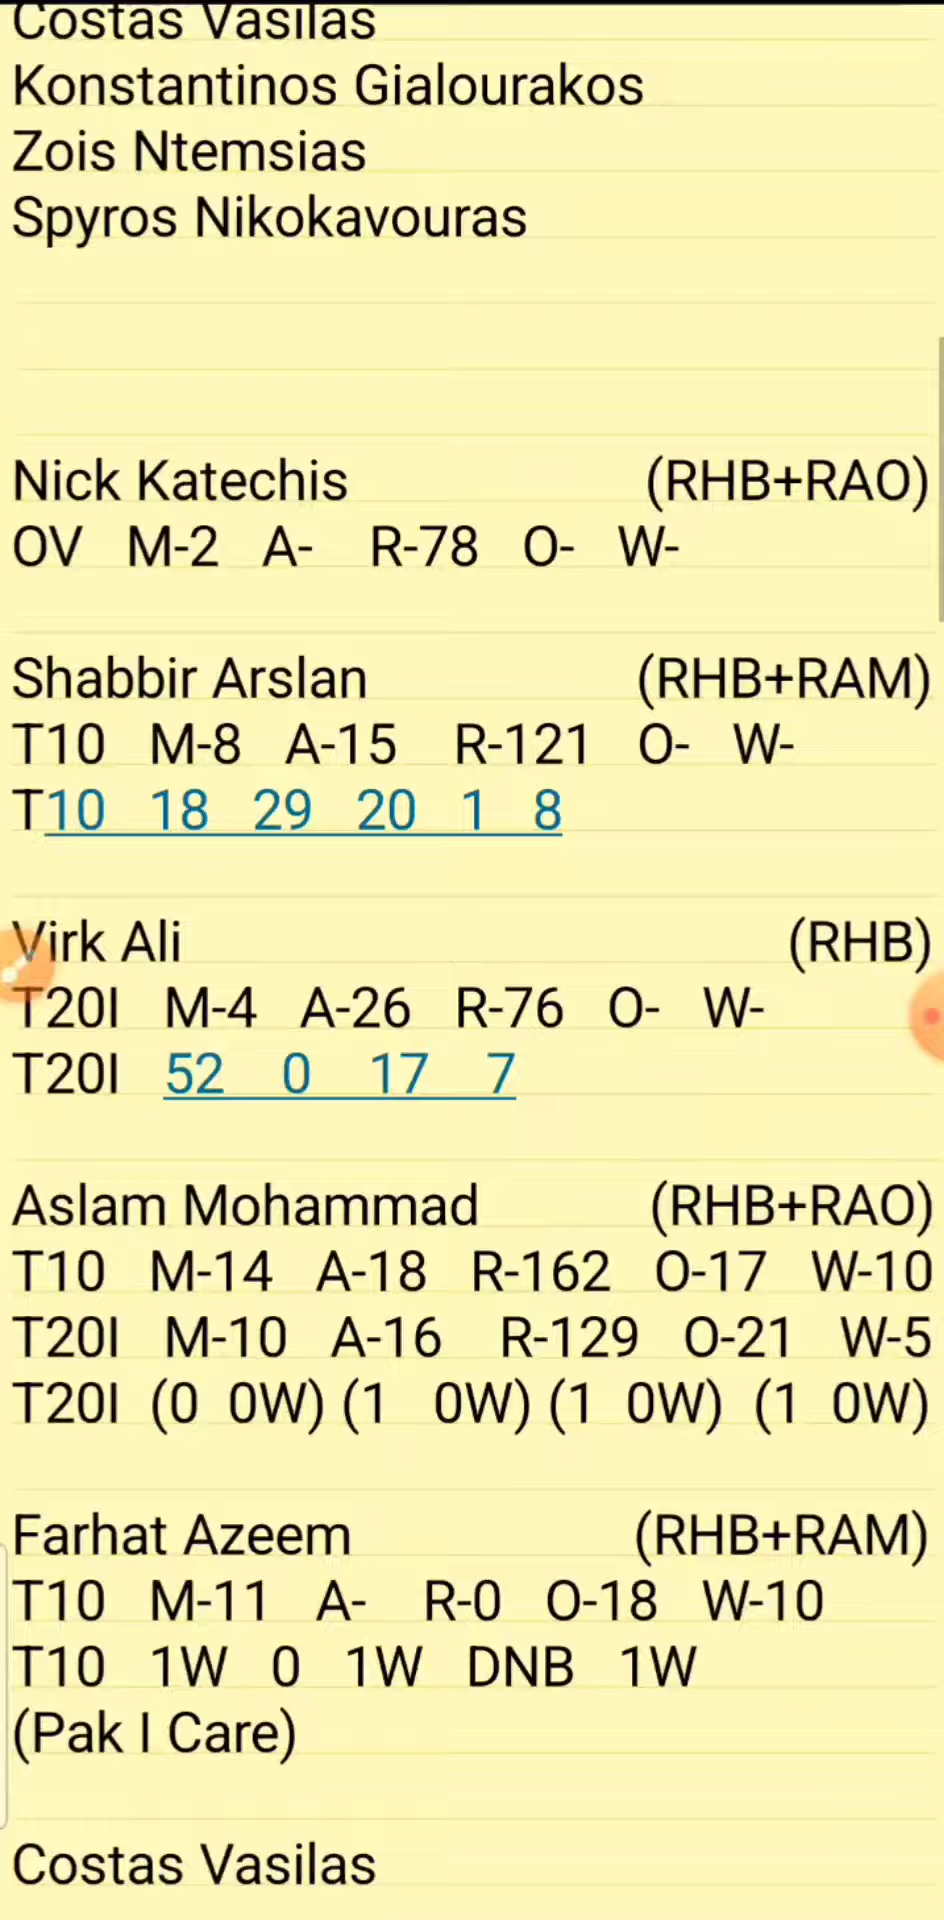 Costas Vasilas
Konstantinos Gialourakos
Zois Ntemsias
Spyros Nikokavouras
Nick Katechis (RHB+RAO)
OV M-2 A- R-78 O- W-
Shabbir Arslan (RHB+RAM)
T10 M-8 A-15 R-121 O- W-
T10 18 29 20 1 8
Virk Ali (RHB)
T20I M-4 A-26 R-76 O- W-
T20I 52 0 17 7
Aslam Mohammad (RHB+RAO)
T10 M-14 A-18 R-162 O-17 W-10
T20I M-10 A-16 R-129 O-21 W-5
T20I (0 0W) (1 0W) (1 0W) (1 0W)
Farhat Azeem (RHB+RAM)
T10 M-11 A- R-0 O-18 W-10
T10 1W 0 1W DNB 1W
(Pak I Care)
Costas Vasilas